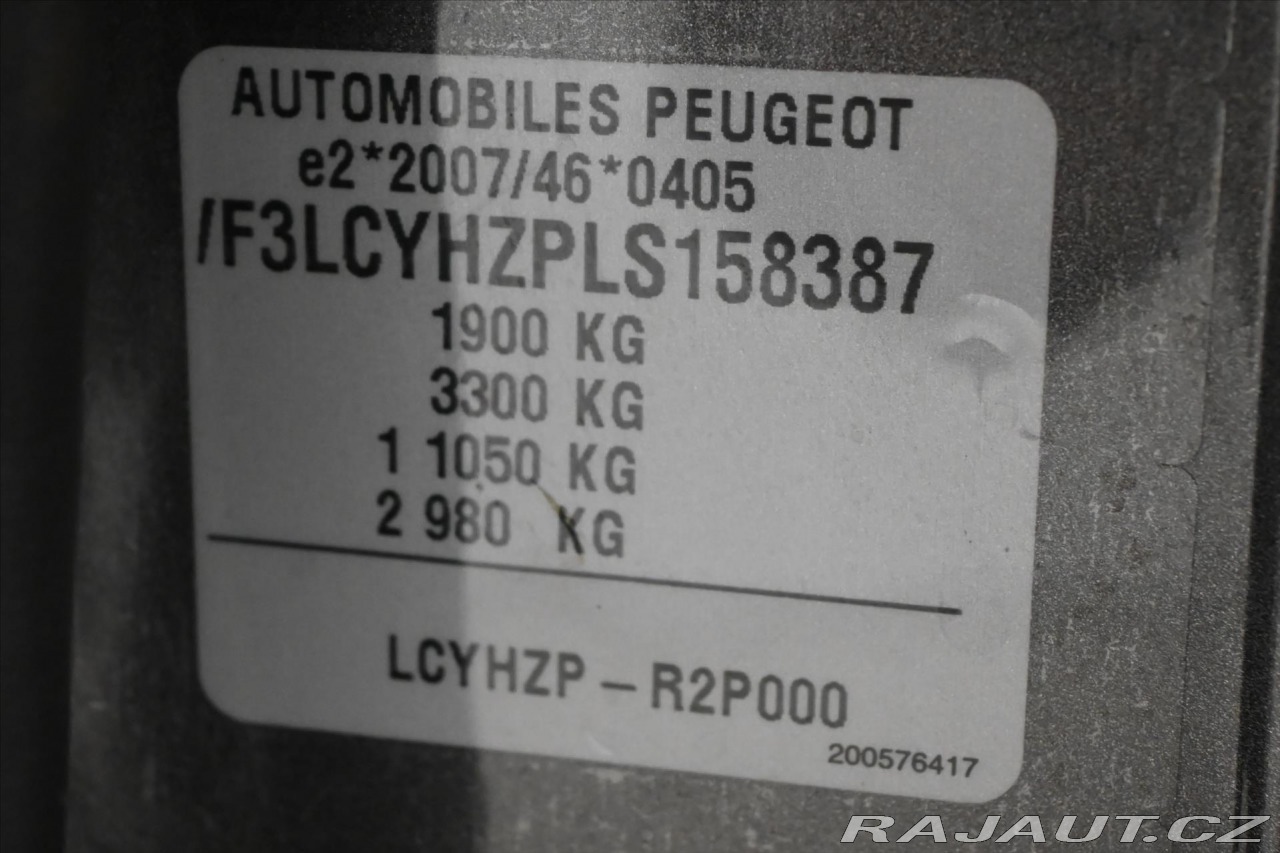 AUTOMOBILES PEUGEOT
e2*2007/46*0405
/F3LCYHZPLS158387
1900 KG
3300 KG
1 1050 KG
2 980 KG
LCYHZP – R2P000
200576417
RAJAUT.CZ